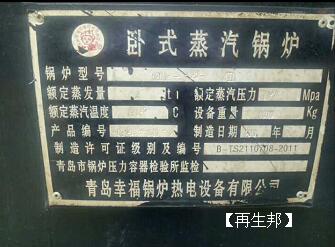 卧式蒸汽锅炉
锅炉型号
额定蒸发量 t 额定蒸汽压力 Mpa
额定蒸汽温度 C 设备重量 Kg
产品编号 制造日期 年 月
制造许可证级别及编号 B-TS2110708-2011
青岛市锅炉压力容器检验所监检
青岛幸福锅炉热电设备有限公司
【再生邦】